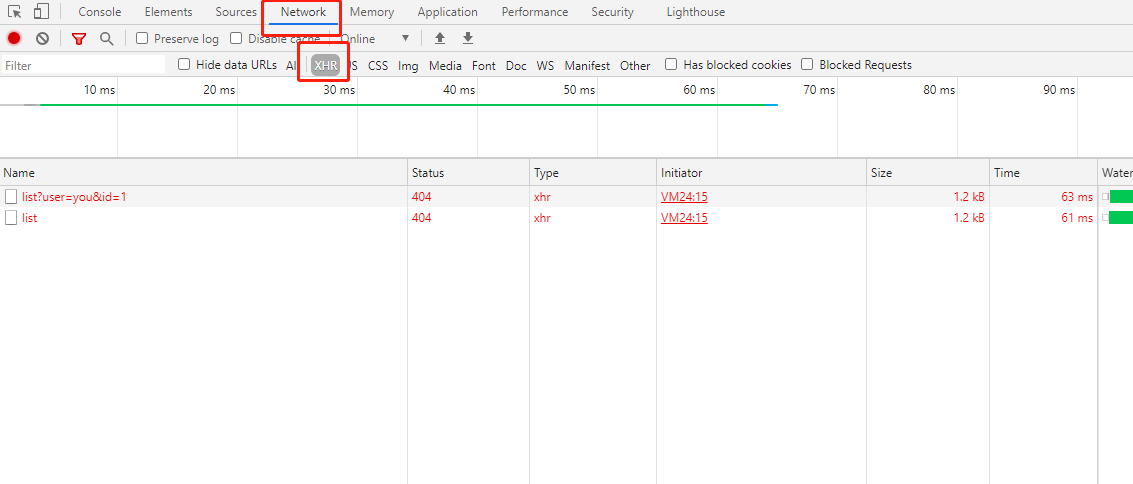 Console Elements Sources Network Memory Application Performance Security Lighthouse
Preserve log Disable cache Online
Filter Hide data URLs XHR CSS Img Media Font Doc WS Manifest Other Has blocked cookies Blocked Requests
10 ms 20 ms 30 ms 40 ms 50 ms 60 ms 70 ms 80 ms 90 ms
Name Status Type Initiator Size Time Water
list?user=you&id=1 404 xhr VM24:15 1.2 kB 63 ms
list 404 xhr VM24:15 1.2 kB 61 ms